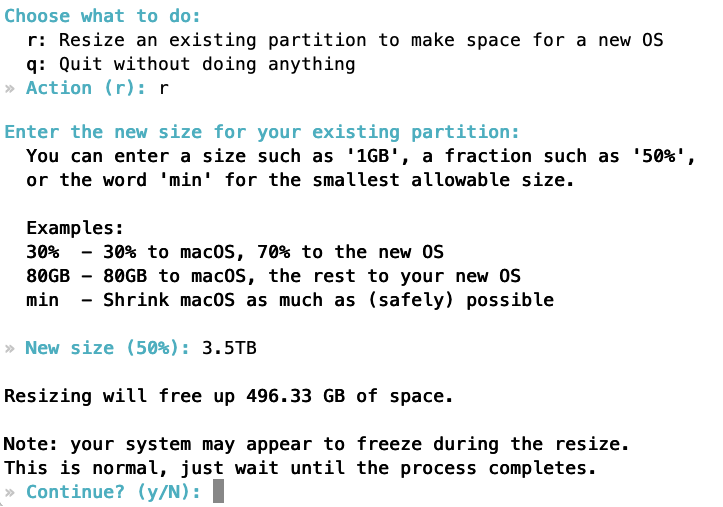 Choose what to do:
r: Resize an existing partition to make space for a new OS
q: Quit without doing anything
» Action (r): r
Enter the new size for your existing partition:
You can enter a size such as '1GB', a fraction such as '50%',
or the word 'min' for the smallest allowable size.
Examples:
30%  – 30% to macOS, 70% to the new OS
80GB – 80GB to macOS, the rest to your new OS
min  – Shrink macOS as much as (safely) possible
» New size (50%): 3.5TB
Resizing will free up 496.33 GB of space.
Note: your system may appear to freeze during the resize.
This is normal, just wait until the process completes.
» Continue? (y/N):